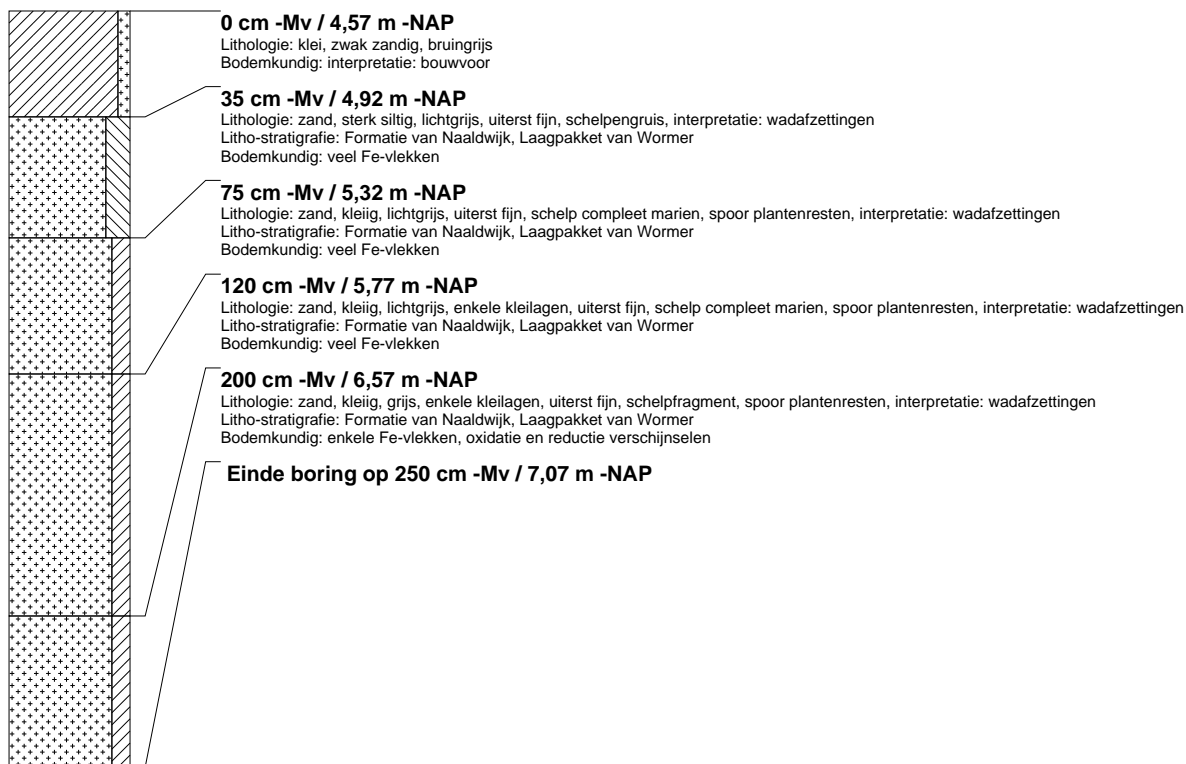 0 cm -Mv / 4,57 m -NAP
Lithologie: klei, zwak zandig, bruingrijs
Bodemkundig: interpretatie: bouwvoor
35 cm -Mv / 4,92 m -NAP
Lithologie: zand, sterk siltig, lichtgrijs, uiterst fijn, schelpengruis, interpretatie: wadafzettingen
Litho-stratigrafie: Formatie van Naaldwijk, Laagpakket van Wormer
Bodemkundig: veel Fe-vlekken
75 cm -Mv / 5,32 m -NAP
Lithologie: zand, kleiig, lichtgrijs, uiterst fijn, schelp compleet marien, spoor plantenresten, interpretatie: wadafzettingen
Litho-stratigrafie: Formatie van Naaldwijk, Laagpakket van Wormer
Bodemkundig: veel Fe-vlekken
120 cm -Mv / 5,77 m -NAP
Lithologie: zand, kleiig, lichtgrijs, enkele kleilagen, uiterst fijn, schelp compleet marien, spoor plantenresten, interpretatie: wadafzettingen
Litho-stratigrafie: Formatie van Naaldwijk, Laagpakket van Wormer
Bodemkundig: veel Fe-vlekken
200 cm -Mv / 6,57 m -NAP
Lithologie: zand, kleiig, grijs, enkele kleilagen, uiterst fijn, schelpfragment, spoor plantenresten, interpretatie: wadafzettingen
Litho-stratigrafie: Formatie van Naaldwijk, Laagpakket van Wormer
Bodemkundig: enkele Fe-vlekken, oxidatie en reductie verschijnselen
Einde boring op 250 cm -Mv / 7,07 m -NAP